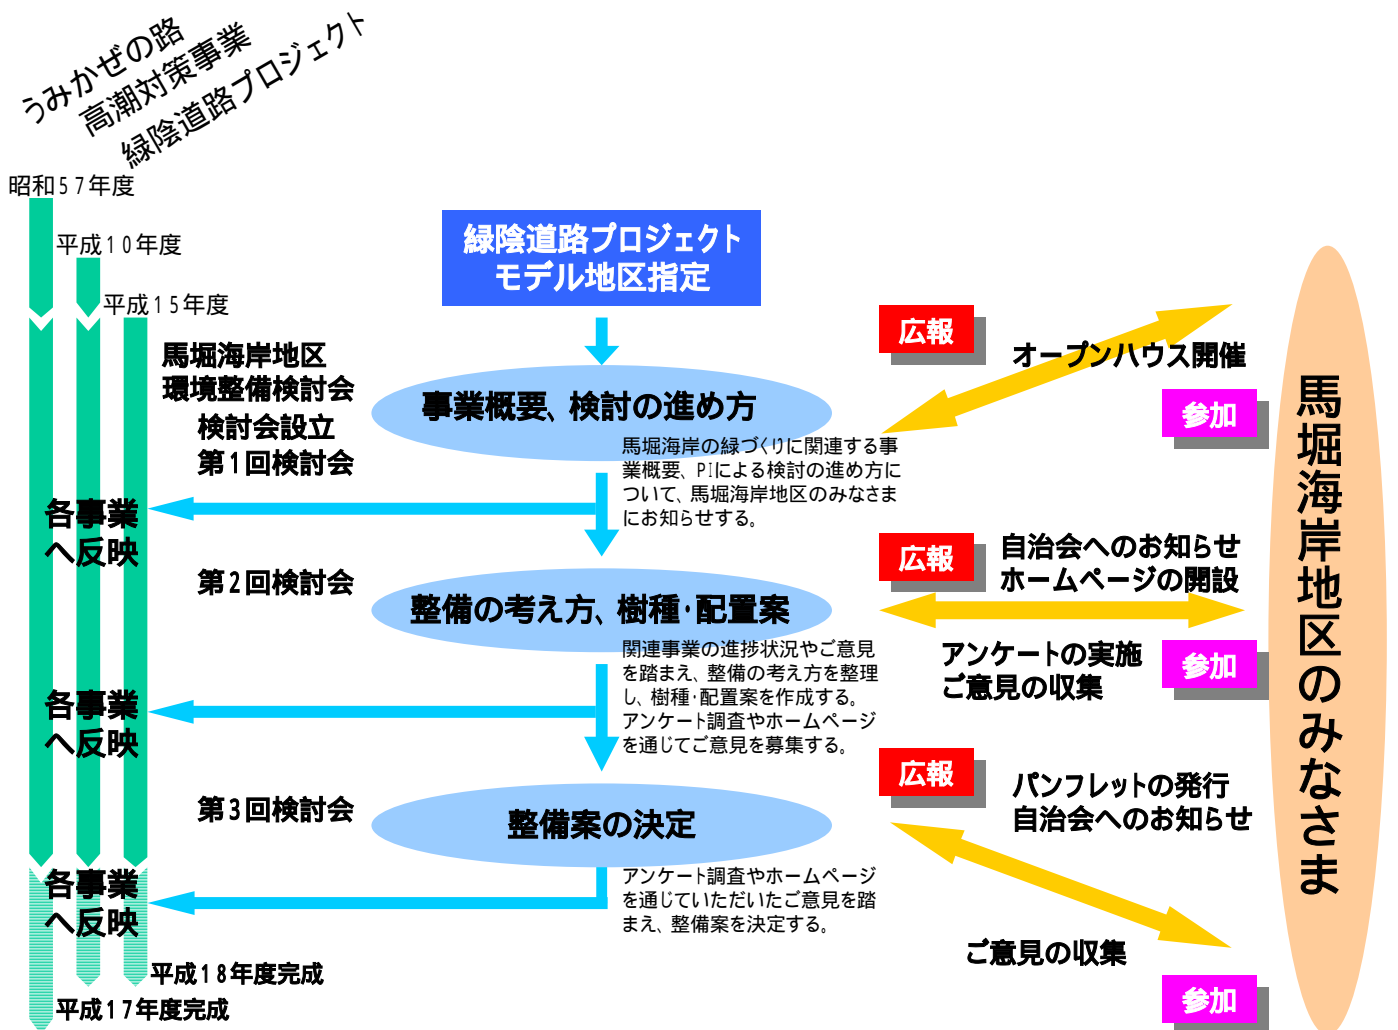 うみかぜの路
高潮対策事業
緑陰道路プロジェクト
昭和57年度
平成10年度
平成15年度
緑陰道路プロジェクト
モデル地区指定
馬堀海岸地区
環境整備検討会
検討会設立
第1回検討会
事業概要、検討の進め方
馬堀海岸の緑づくりに関連する事
業概要、PIによる検討の進め方に
ついて、馬堀海岸地区のみなさま
にお知らせする。
広報
オープンハウス開催
参加
各事業
へ反映
第2回検討会
整備の考え方、樹種・配置案
関連事業の進捗状況やご意見
を踏まえ、整備の考え方を整理
し、樹種・配置案を作成する。
アンケート調査やホームページ
を通じてご意見を募集する。
広報
自治会へのお知らせ
ホームページの開設
アンケートの実施
ご意見の収集
参加
各事業
へ反映
第3回検討会
整備案の決定
アンケート調査やホームページ
を通じていただいたご意見を踏
まえ、整備案を決定する。
広報
パンフレットの発行
自治会へのお知らせ
ご意見の収集
参加
各事業
へ反映
平成18年度完成
平成17年度完成
馬堀海岸地区のみなさま